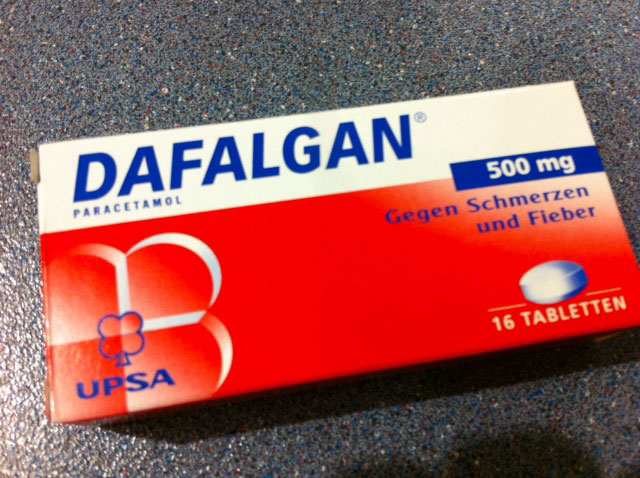 DAFALGAN®
PARACETAMOL
500 mg
Gegen Schmerzen
und Fieber
16 TABLETTEN
UPSA